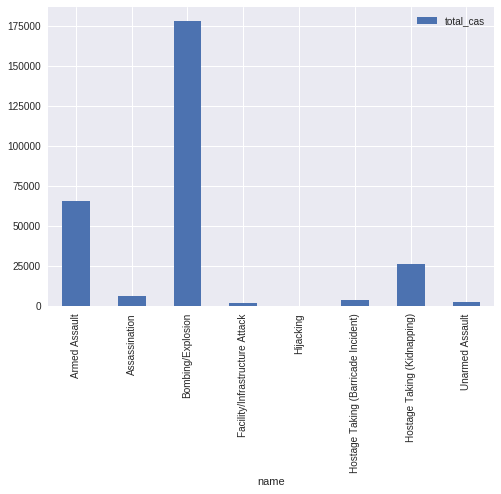 total_cas
175000
150000
125000
100000
75000
50000
25000
0
Armed Assault
Assassination
Bombing/Explosion
Facility/Infrastructure Attack
Hijacking
Hostage Taking (Barricade Incident)
Hostage Taking (Kidnapping)
Unarmed Assault
name